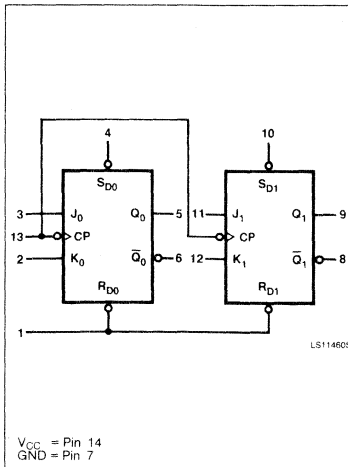 4 10
S_D0 S_D1
3 J_0 Q_0 5 11 J_1 Q_1 9
13 CP CP
2 K_0 Q̅_0 6 12 K_1 Q̅_1 8
R_D0 R_D1
1
LS11460S
V_CC = Pin 14
GND = Pin 7